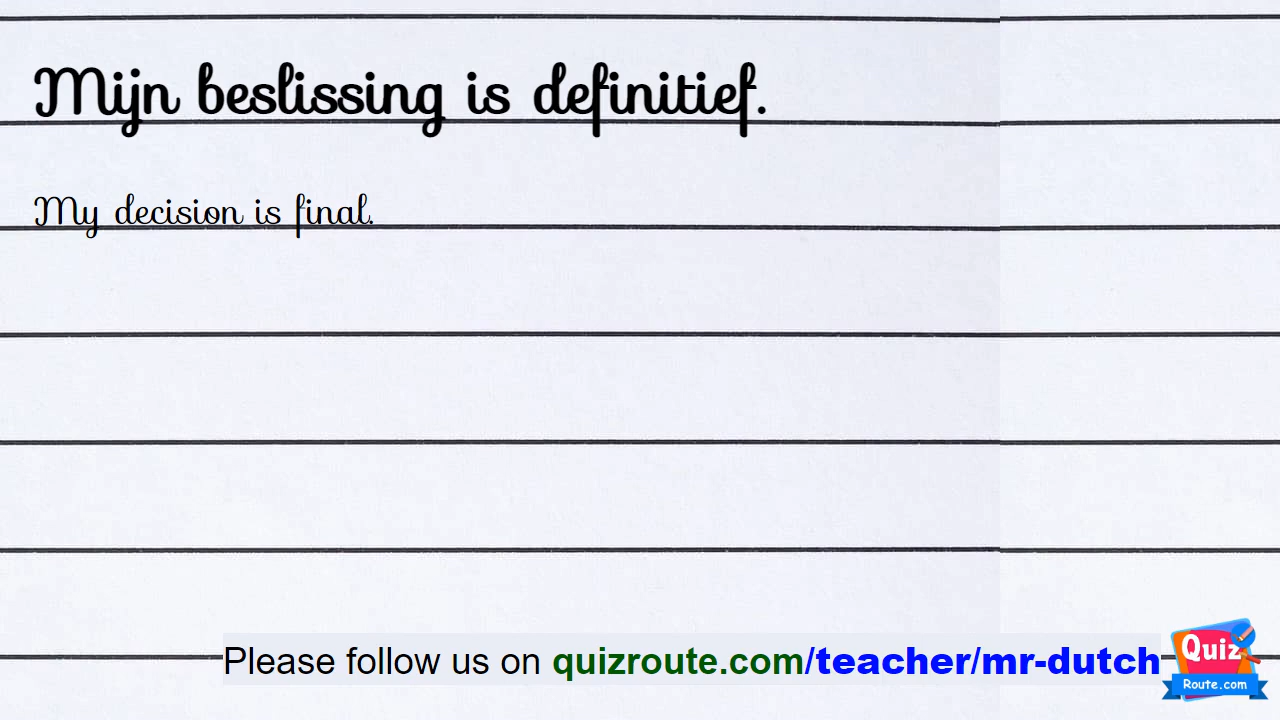 Mijn beslissing is definitief.
My decision is final.
Please follow us on quizroute.com/teacher/mr-dutch
Quiz
Route.com